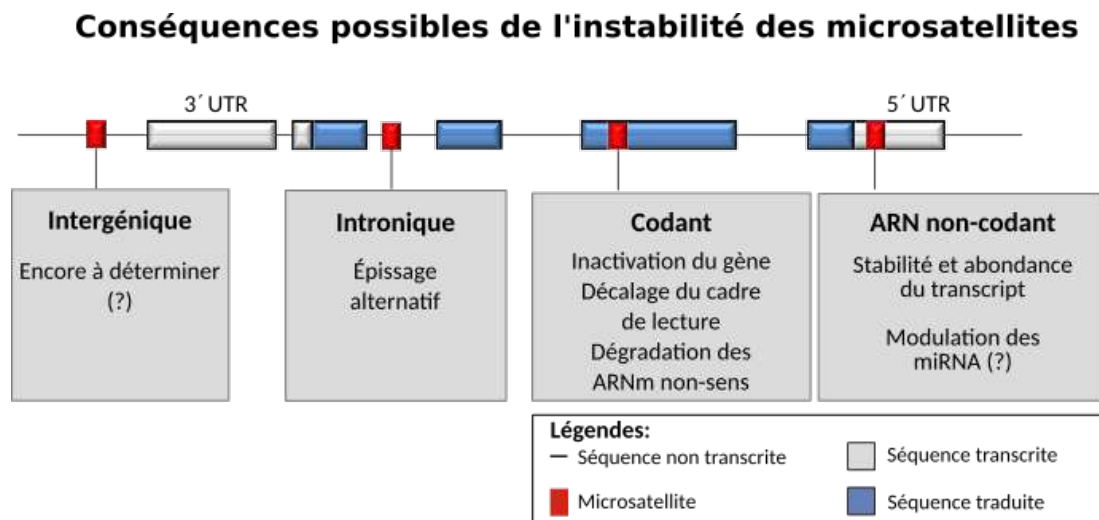 Conséquences possibles de l'instabilité des microsatellites
3´ UTR
5´ UTR
Intergénique
Encore à déterminer
(?)
Intronique
Épissage
alternatif
Codant
Inactivation du gène
Décalage du cadre
de lecture
Dégradation des
ARNm non-sens
ARN non-codant
Stabilité et abondance
du transcript
Modulation des
miRNA (?)
Légendes:
Séquence non transcrite
Microsatellite
Séquence transcrite
Séquence traduite